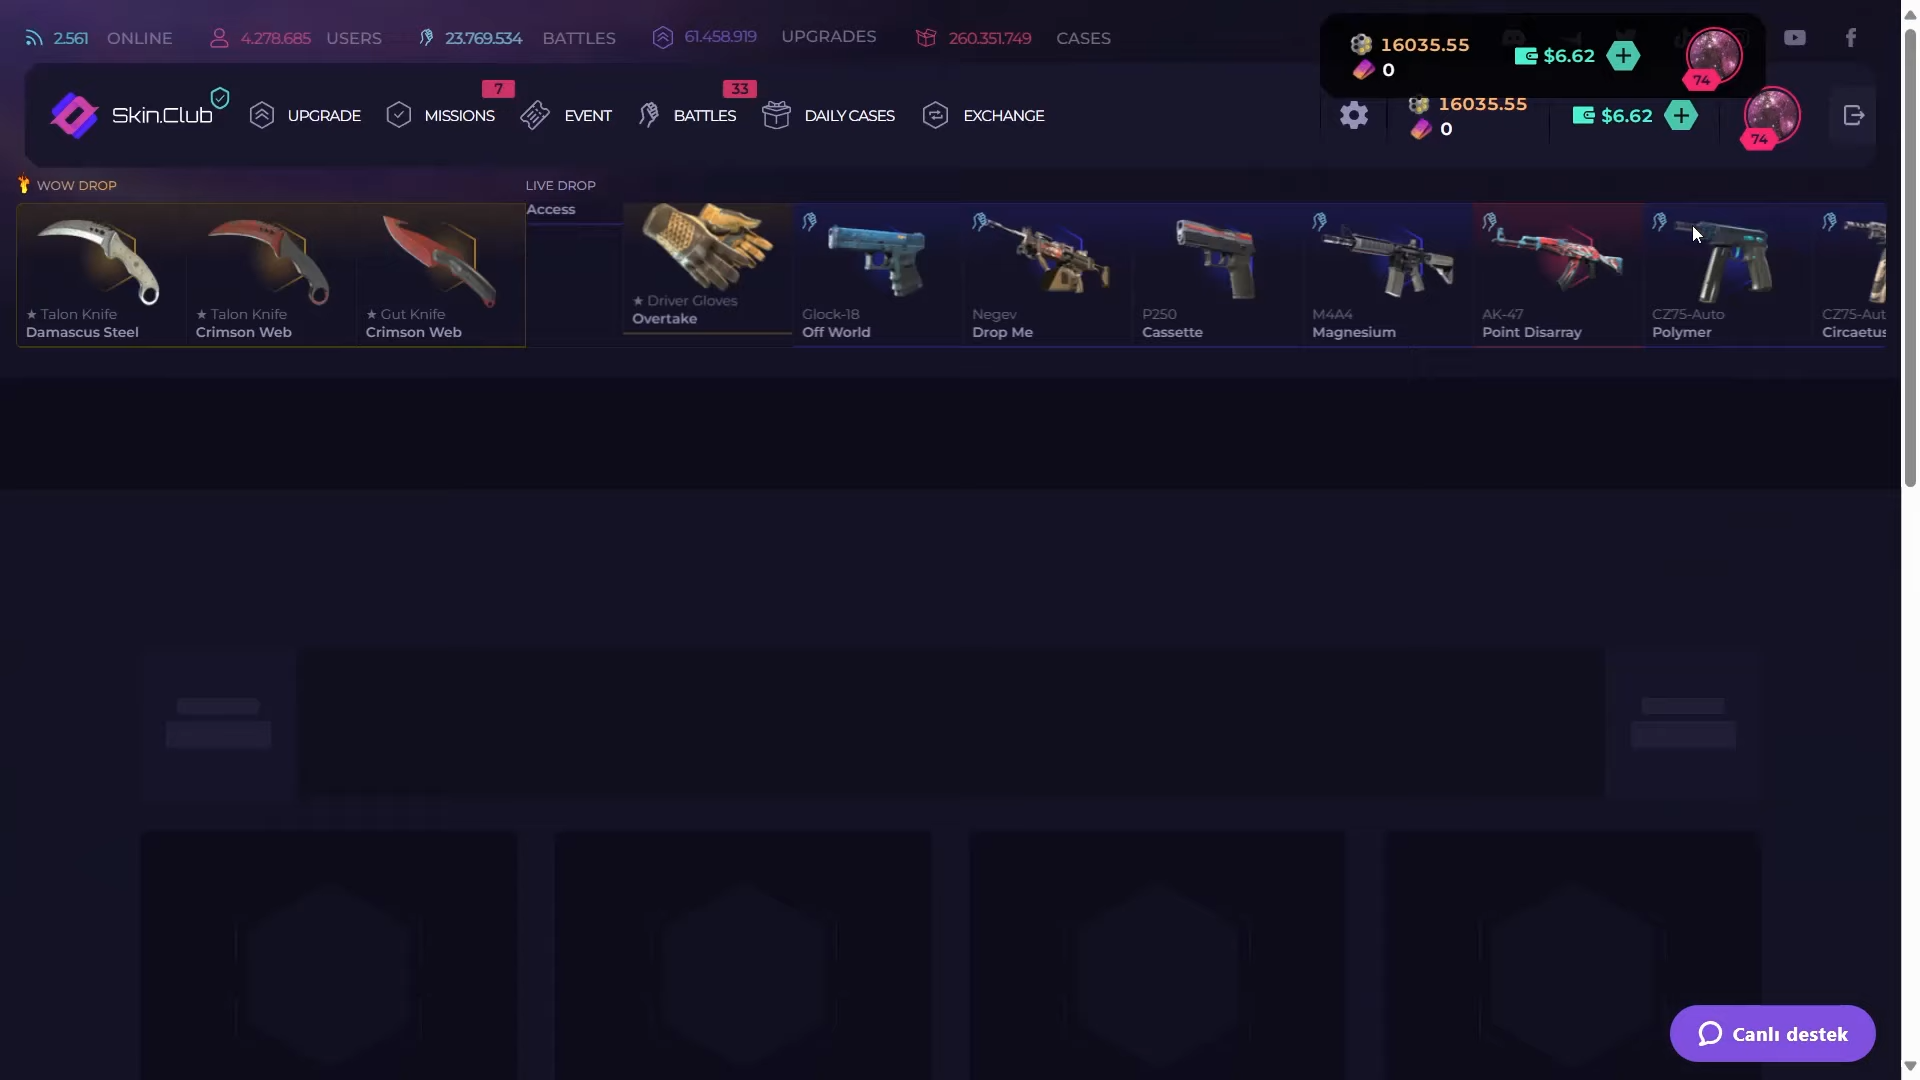 2.561 ONLINE 4.278.685 USERS 23.769.534 BATTLES 61.458.919 UPGRADES 260.351.749 CASES
16035.55
0
$6.62
74
Skin.Club UPGRADE 7 MISSIONS EVENT 33 BATTLES DAILY CASES EXCHANGE
16035.55
0
$6.62
74
WOW DROP
LIVE DROP
Access
★ Talon Knife
Damascus Steel
★ Talon Knife
Crimson Web
★ Gut Knife
Crimson Web
★ Driver Gloves
Overtake
Glock-18
Off World
Negev
Drop Me
P250
Cassette
M4A4
Magnesium
AK-47
Point Disarray
CZ75-Auto
Polymer
CZ75-Aut
Circaetus
Canlı destek